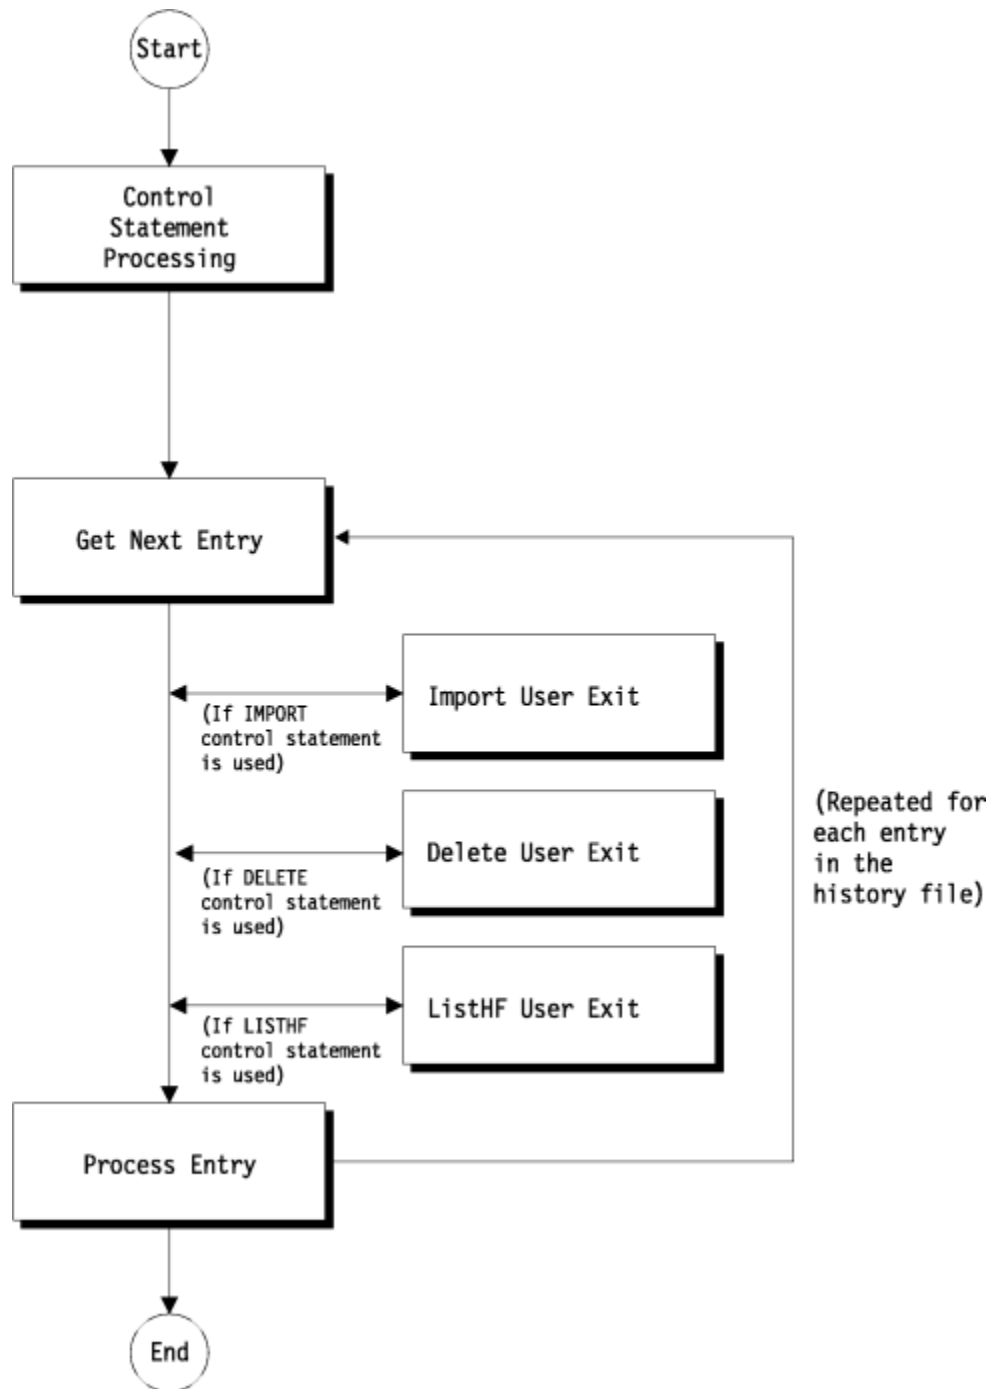 Start
Control
Statement
Processing
Get Next Entry
Import User Exit
(If IMPORT
control statement
is used)
Delete User Exit
(If DELETE
control statement
is used)
(Repeated for
each entry
in the
history file)
ListHF User Exit
(If LISTHF
control statement
is used)
Process Entry
End